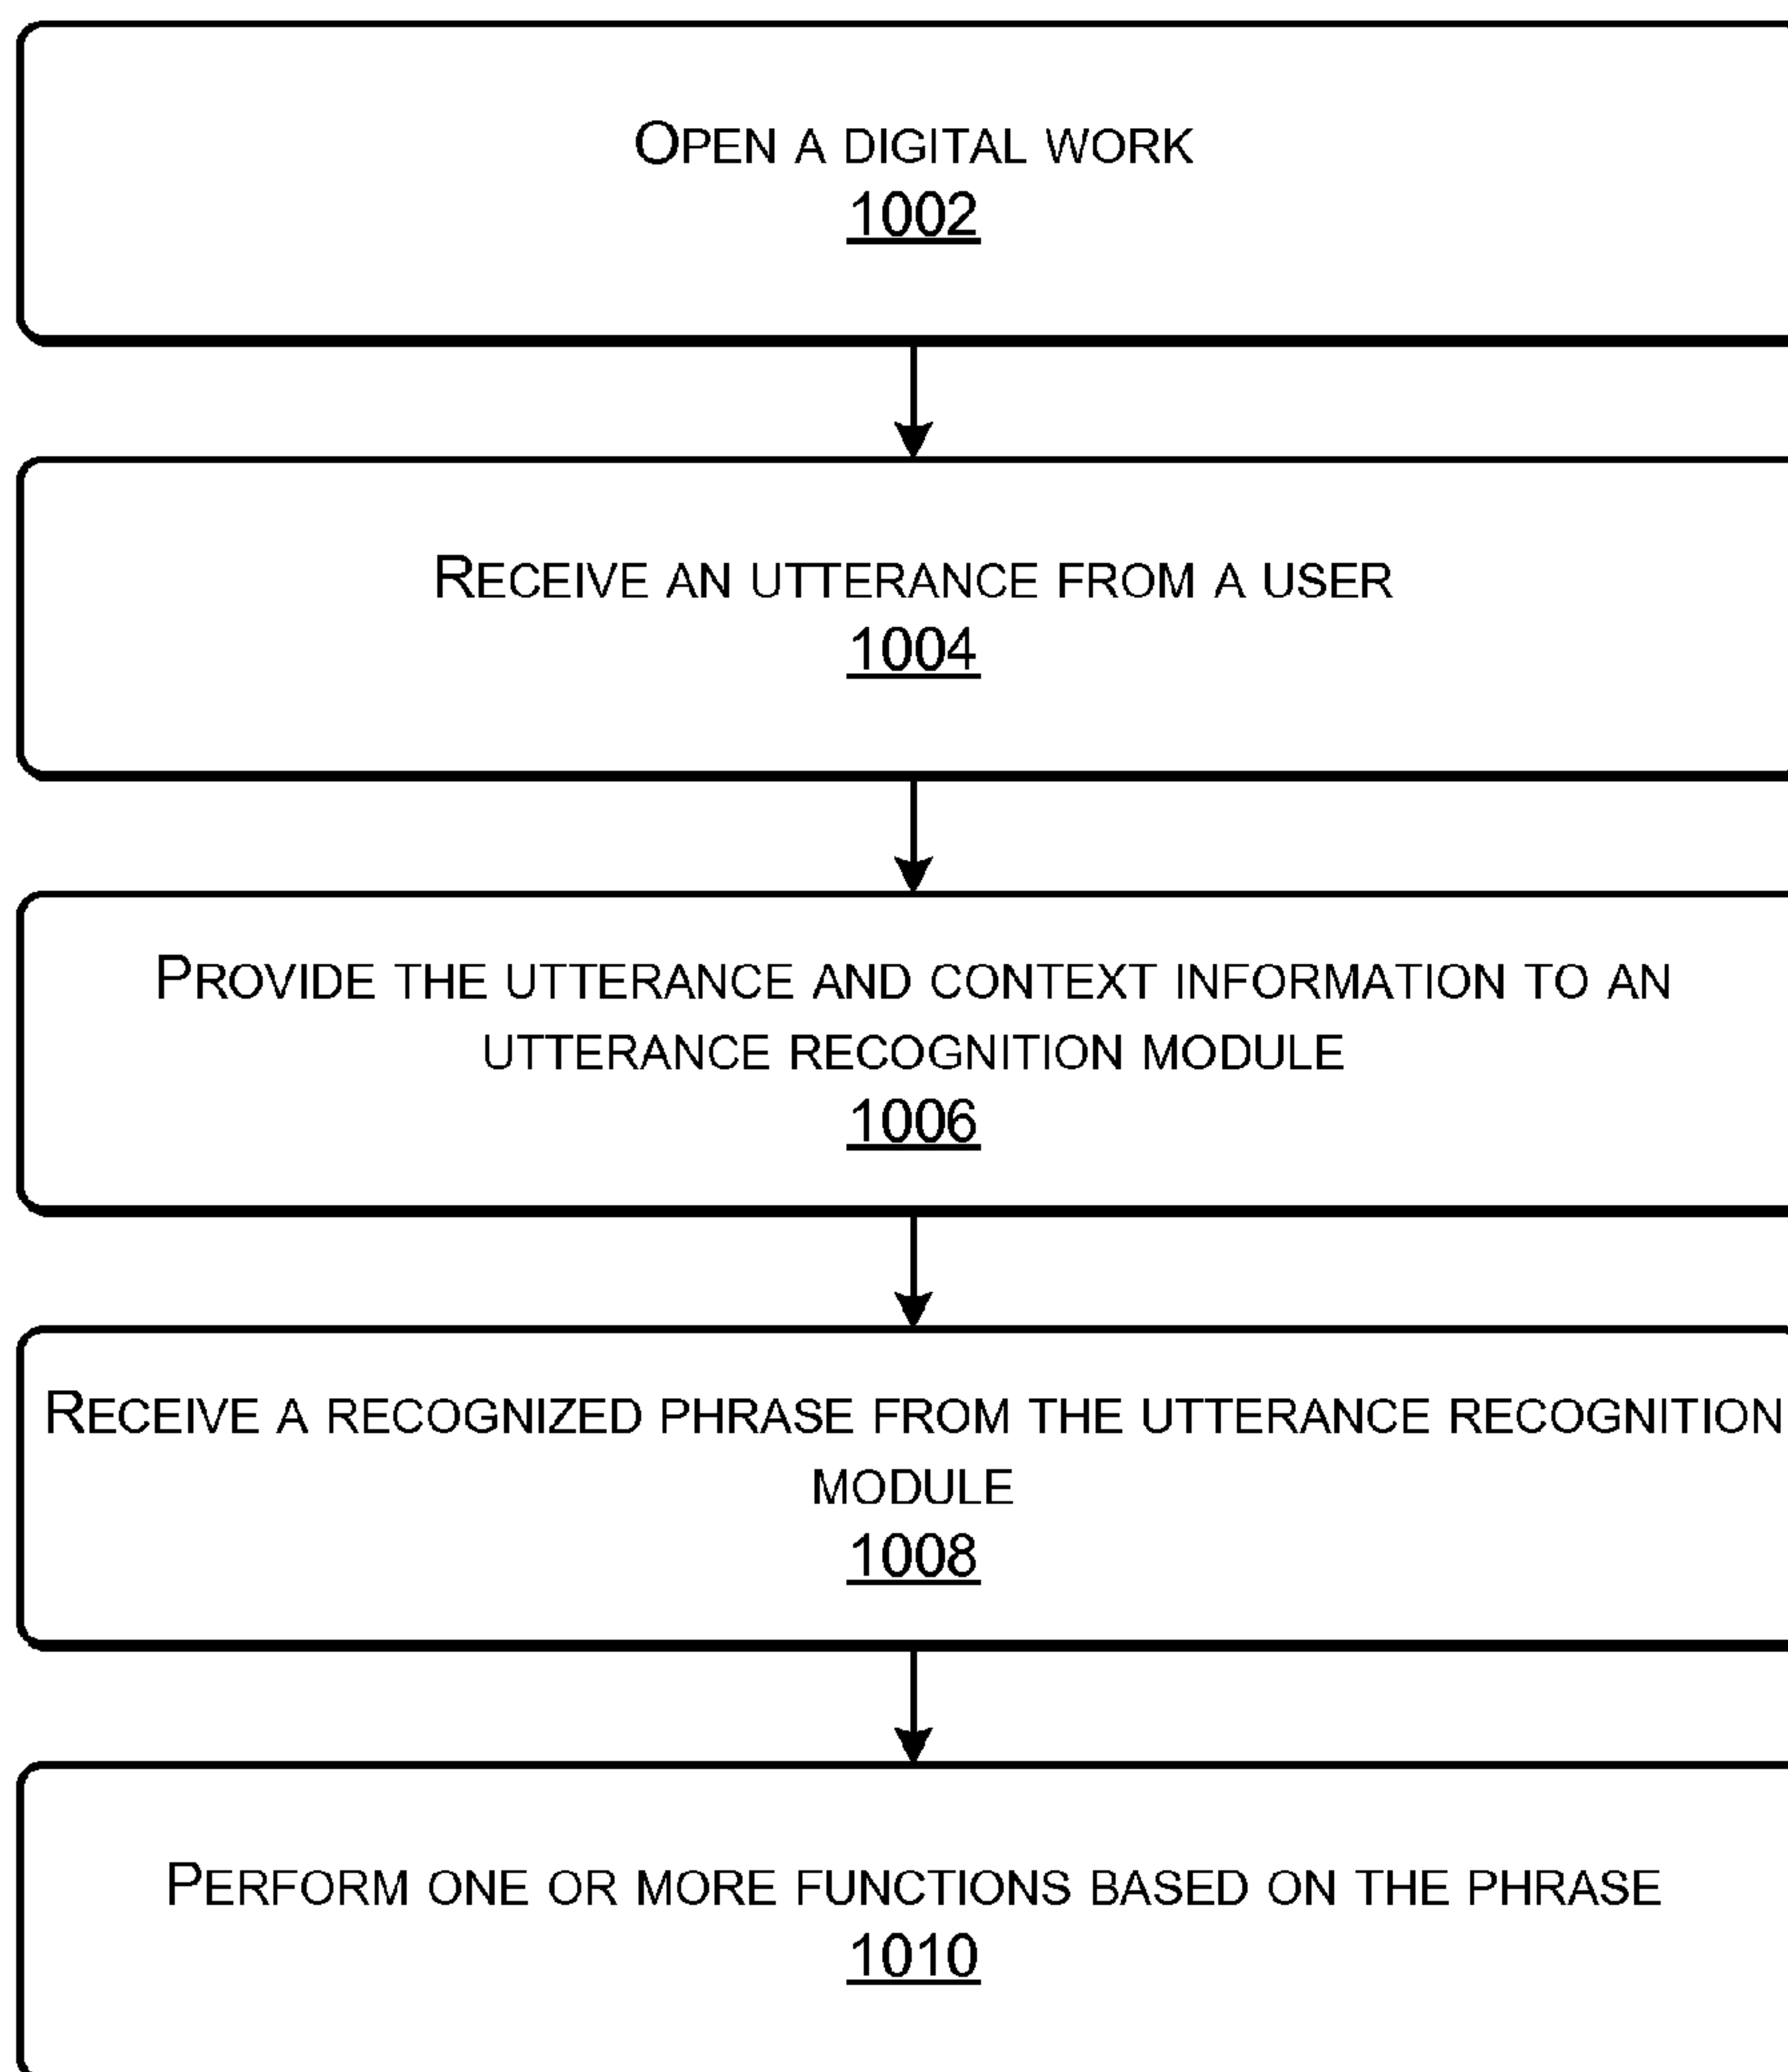 OPEN A DIGITAL WORK
1002
RECEIVE AN UTTERANCE FROM A USER
1004
PROVIDE THE UTTERANCE AND CONTEXT INFORMATION TO AN
UTTERANCE RECOGNITION MODULE
1006
RECEIVE A RECOGNIZED PHRASE FROM THE UTTERANCE RECOGNITION
MODULE
1008
PERFORM ONE OR MORE FUNCTIONS BASED ON THE PHRASE
1010